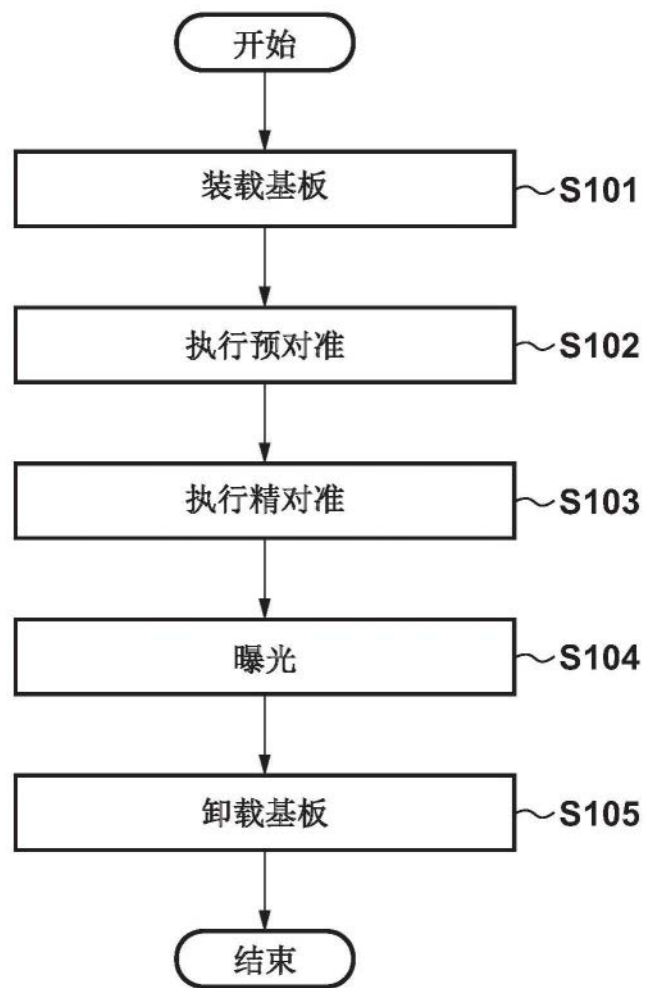 开始
装载基板
S101
执行预对准
S102
执行精对准
S103
曝光
S104
卸载基板
S105
结束